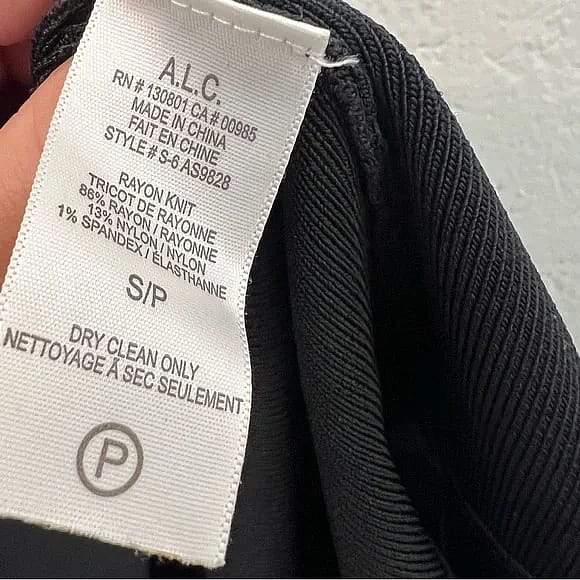 A.L.C.
RN # 130801 CA # 00985
MADE IN CHINA
FAIT EN CHINE
STYLE # S-6 AS9828
RAYON KNIT
TRICOT DE RAYONNE
86% RAYON / RAYONNE
13% NYLON / NYLON
1% SPANDEX / ÉLASTHANNE
S/P
DRY CLEAN ONLY
NETTOYAGE À SEC SEULEMENT
P